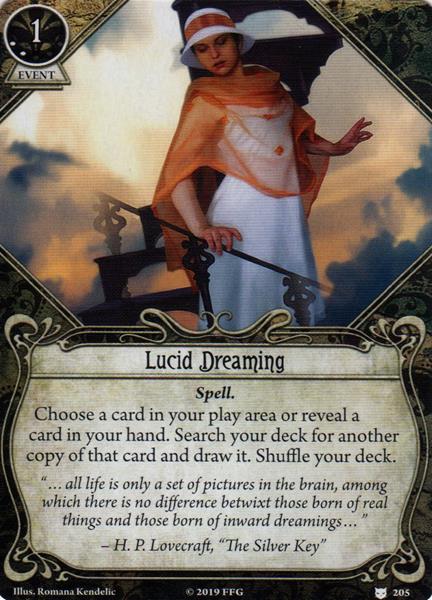 1
EVENT
Lucid Dreaming
Spell.
Choose a card in your play area or reveal a
card in your hand. Search your deck for another
copy of that card and draw it. Shuffle your deck.
“… all life is only a set of pictures in the brain, among
which there is no difference betwixt those born of real
things and those born of inward dreamings… ”
– H. P. Lovecraft, “The Silver Key”
Illus. Romana Kendelic © 2019 FFG 205